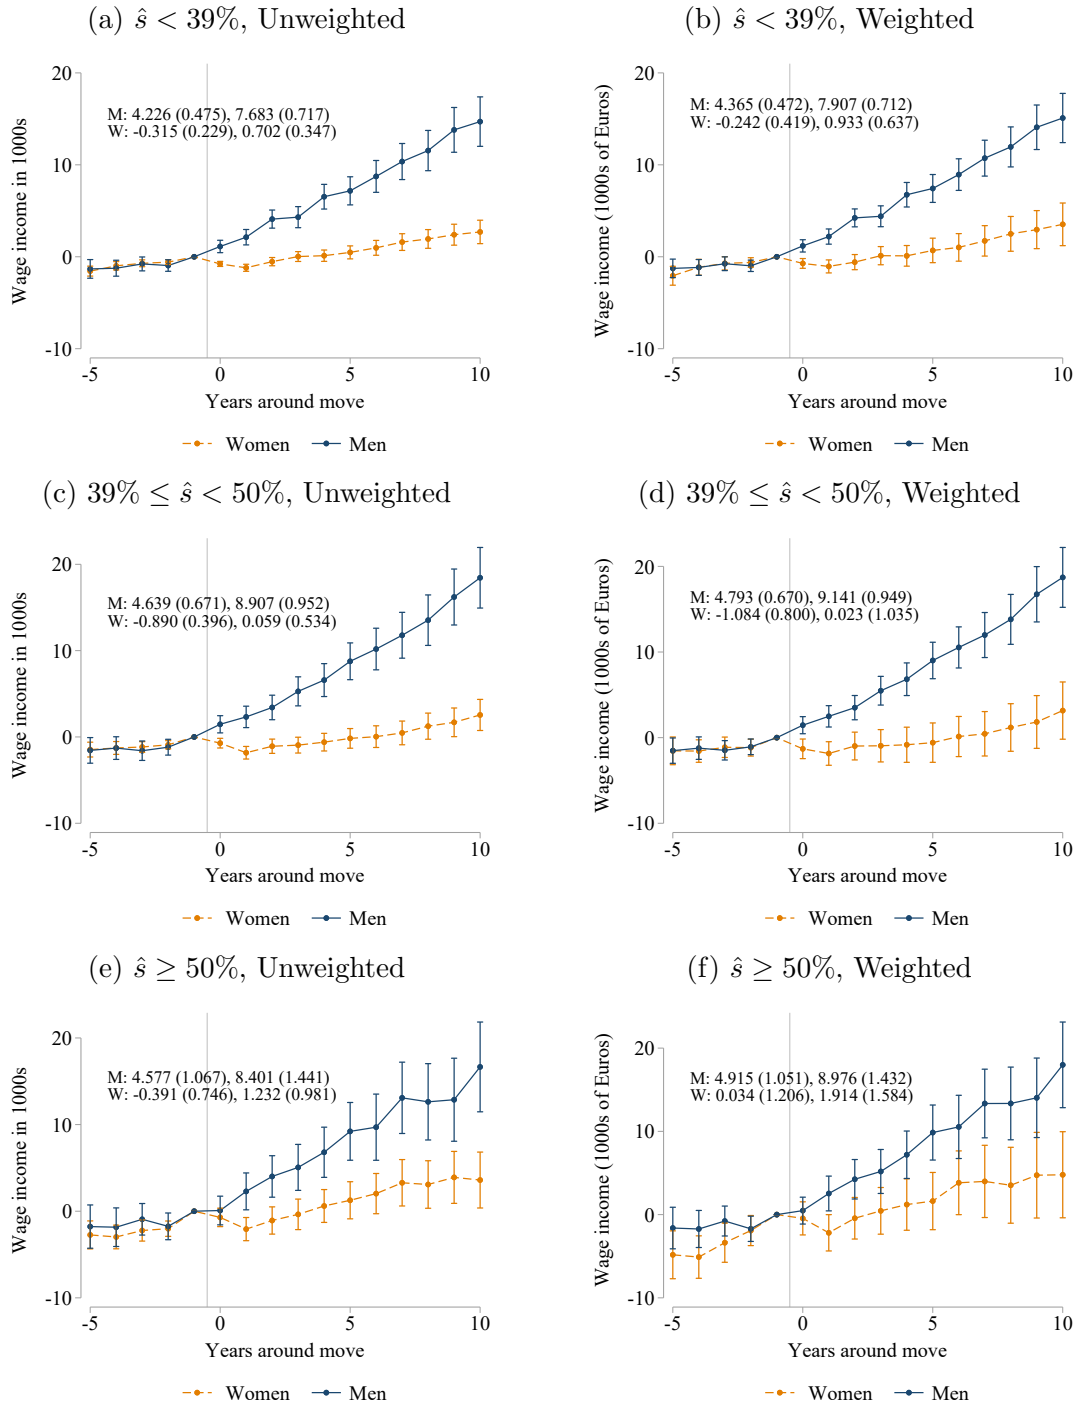 (a) ŝ < 39%, Unweighted
Wage income in 1000s
20
10
0
-10
M: 4.226 (0.475), 7.683 (0.717)
W: -0.315 (0.229), 0.702 (0.347)
-5
0
5
10
Years around move
Women
Men
(b) ŝ < 39%, Weighted
Wage income (1000s of Euros)
20
10
0
-10
M: 4.365 (0.472), 7.907 (0.712)
W: -0.242 (0.419), 0.933 (0.637)
-5
0
5
10
Years around move
Women
Men
(c) 39% ≤ ŝ < 50%, Unweighted
Wage income in 1000s
20
10
0
-10
M: 4.639 (0.671), 8.907 (0.952)
W: -0.890 (0.396), 0.059 (0.534)
-5
0
5
10
Years around move
Women
Men
(d) 39% ≤ ŝ < 50%, Weighted
Wage income (1000s of Euros)
20
10
0
-10
M: 4.793 (0.670), 9.141 (0.949)
W: -1.084 (0.800), 0.023 (1.035)
-5
0
5
10
Years around move
Women
Men
(e) ŝ ≥ 50%, Unweighted
Wage income in 1000s
20
10
0
-10
M: 4.577 (1.067), 8.401 (1.441)
W: -0.391 (0.746), 1.232 (0.981)
-5
0
5
10
Years around move
Women
Men
(f) ŝ ≥ 50%, Weighted
Wage income (1000s of Euros)
20
10
0
-10
M: 4.915 (1.051), 8.976 (1.432)
W: 0.034 (1.206), 1.914 (1.584)
-5
0
5
10
Years around move
Women
Men